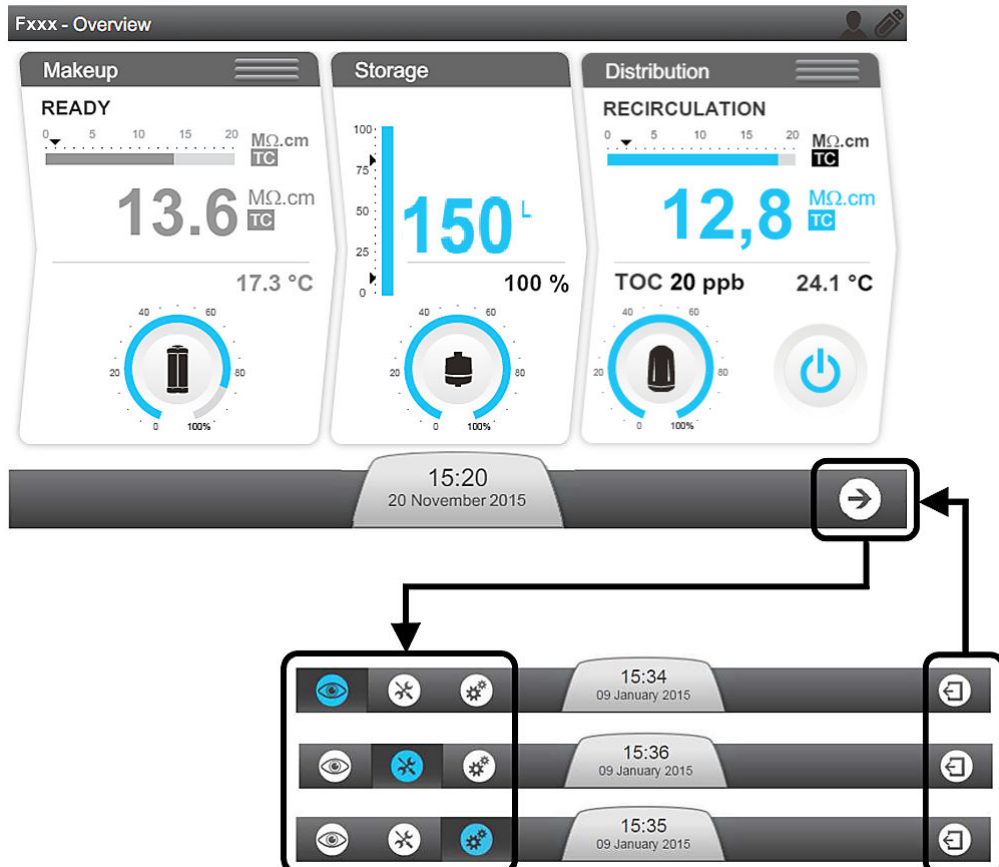 Fxxx - Overview
Makeup
READY
0 5 10 15 20 MΩ.cm
TC
13.6 MΩ.cm
TC
17.3 °C
40 60
20 80
0 100%
Storage
100
75
50
25
0
150 L
100 %
40 60
20 80
0 100%
Distribution
RECIRCULATION
0 5 10 15 20 MΩ.cm
TC
12,8 MΩ.cm
TC
TOC 20 ppb 24.1 °C
40 60
20 80
0 100%
15:20
20 November 2015
15:34
09 January 2015
15:36
09 January 2015
15:35
09 January 2015